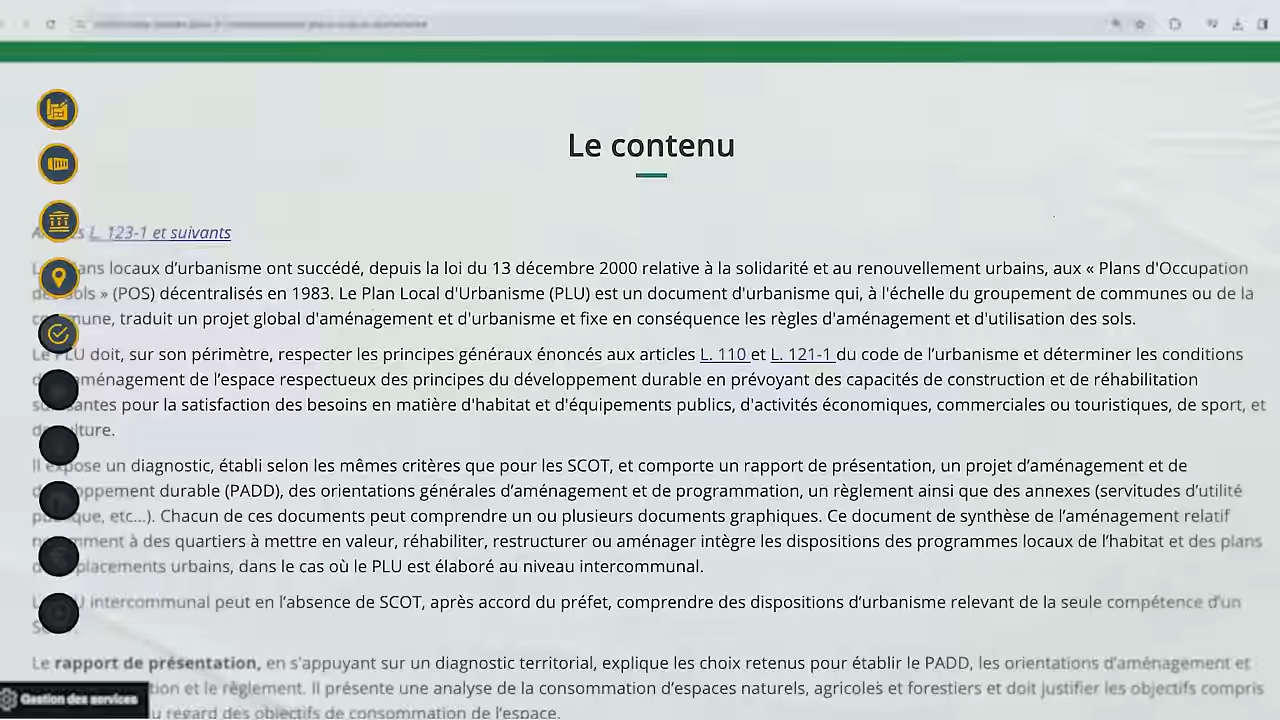 Le contenu
L. 123-1 et suivants
locaux d'urbanisme ont succédé, depuis la loi du 13 décembre 2000 relative à la solidarité et au renouvellement urbains, aux « Plans d'Occupation
» (POS) décentralisés en 1983. Le Plan Local d'Urbanisme (PLU) est un document d'urbanisme qui, à l'échelle du groupement de communes ou de la
traduit un projet global d'aménagement et d'urbanisme et fixe en conséquence les règles d'aménagement et d'utilisation des sols.
Le PLU doit, sur son périmètre, respecter les principes généraux énoncés aux articles L. 110 et L. 121-1 du code de l'urbanisme et déterminer les conditions
de l'espace respectueux des principes du développement durable en prévoyant des capacités de construction et de réhabilitation
pour la satisfaction des besoins en matière d'habitat et d'équipements publics, d'activités économiques, commerciales ou touristiques, de sport, et
Il expose un diagnostic, établi selon les mêmes critères que pour les SCOT, et comporte un rapport de présentation, un projet d'aménagement et de
durable (PADD), des orientations générales d'aménagement et de programmation, un règlement ainsi que des annexes (servitudes d'utilité
etc...). Chacun de ces documents peut comprendre un ou plusieurs documents graphiques. Ce document de synthèse de l'aménagement relatif
à des quartiers à mettre en valeur, réhabiliter, restructurer ou aménager intègre les dispositions des programmes locaux de l'habitat et des plans
urbains, dans le cas où le PLU est élaboré au niveau intercommunal.
intercommunal peut en l'absence de SCOT, après accord du préfet, comprendre des dispositions d'urbanisme relevant de la seule compétence d'un
Le rapport de présentation, en s'appuyant sur un diagnostic territorial, explique les choix retenus pour établir le PADD, les orientations d'aménagement et
et le règlement. Il présente une analyse de la consommation d'espaces naturels, agricoles et forestiers et doit justifier les objectifs compris
Gestion des services
regard des objectifs de consommation de l'espace.